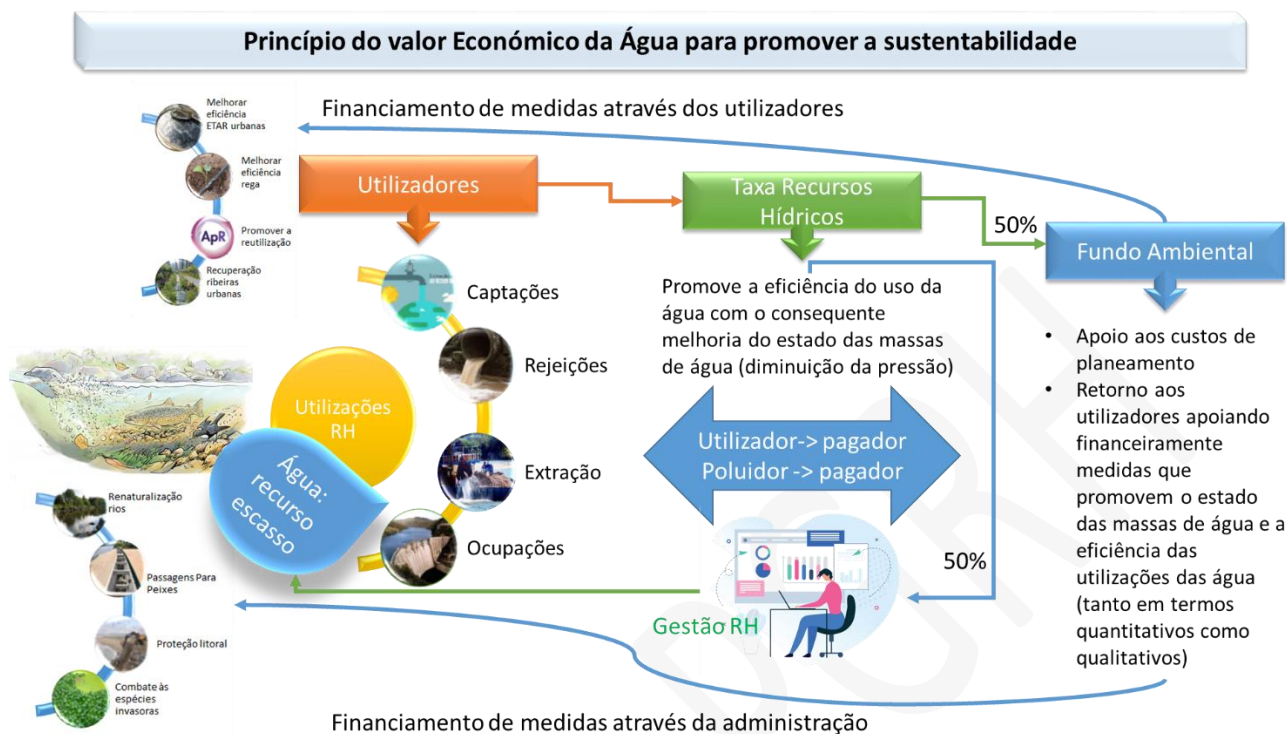 Princípio do valor Económico da Água para promover a sustentabilidade
Financiamento de medidas através dos utilizadores
Melhorar
eficiência
ETAR urbanas
Melhorar
eficiência
rega
ApR
Promover a
reutilização
Recuperação
ribeiras
urbanas
Utilizadores
Taxa Recursos
Hídricos
50%
Fundo Ambiental
Captações
Rejeições
Extração
Ocupações
Utilizações
RH
Água:
recurso
escasso
Promove a eficiência do uso da
água com o consequente
melhoria do estado das massas
de água (diminuição da pressão)
Utilizador-> pagador
Poluidor -> pagador
50%
Gestão RH
• Apoio aos custos de
planeamento
• Retorno aos
utilizadores apoiando
financeiramente
medidas que
promovem o estado
das massas de água e a
eficiência das
utilizações das água
(tanto em termos
quantitativos como
qualitativos)
Renaturalização
rios
Passagens Para
Peixes
Proteção litoral
Combate às
espécies
invasoras
Financiamento de medidas através da administração